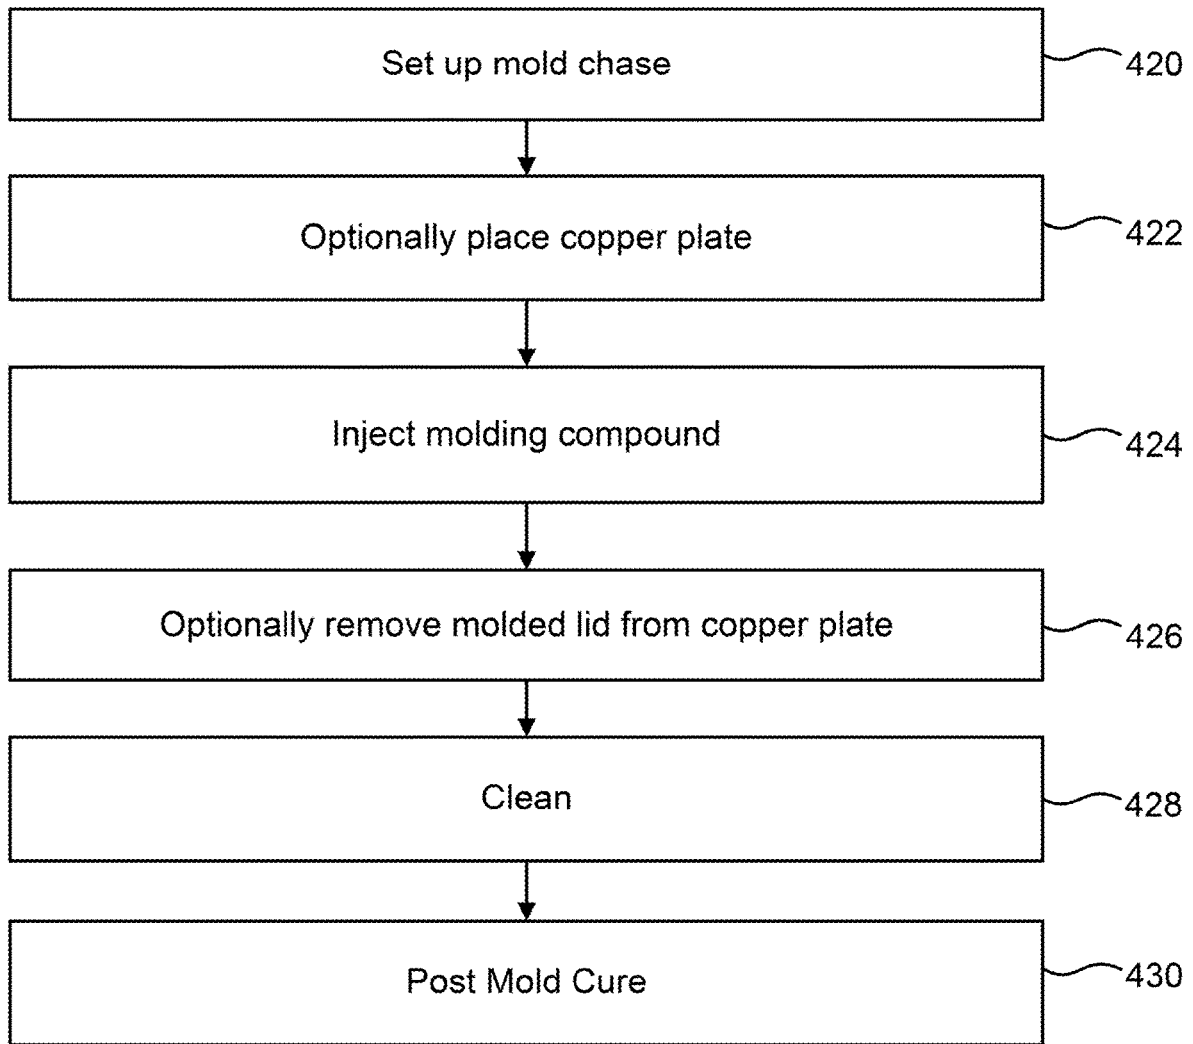 Set up mold chase
420
Optionally place copper plate
422
Inject molding compound
424
Optionally remove molded lid from copper plate
426
Clean
428
Post Mold Cure
430